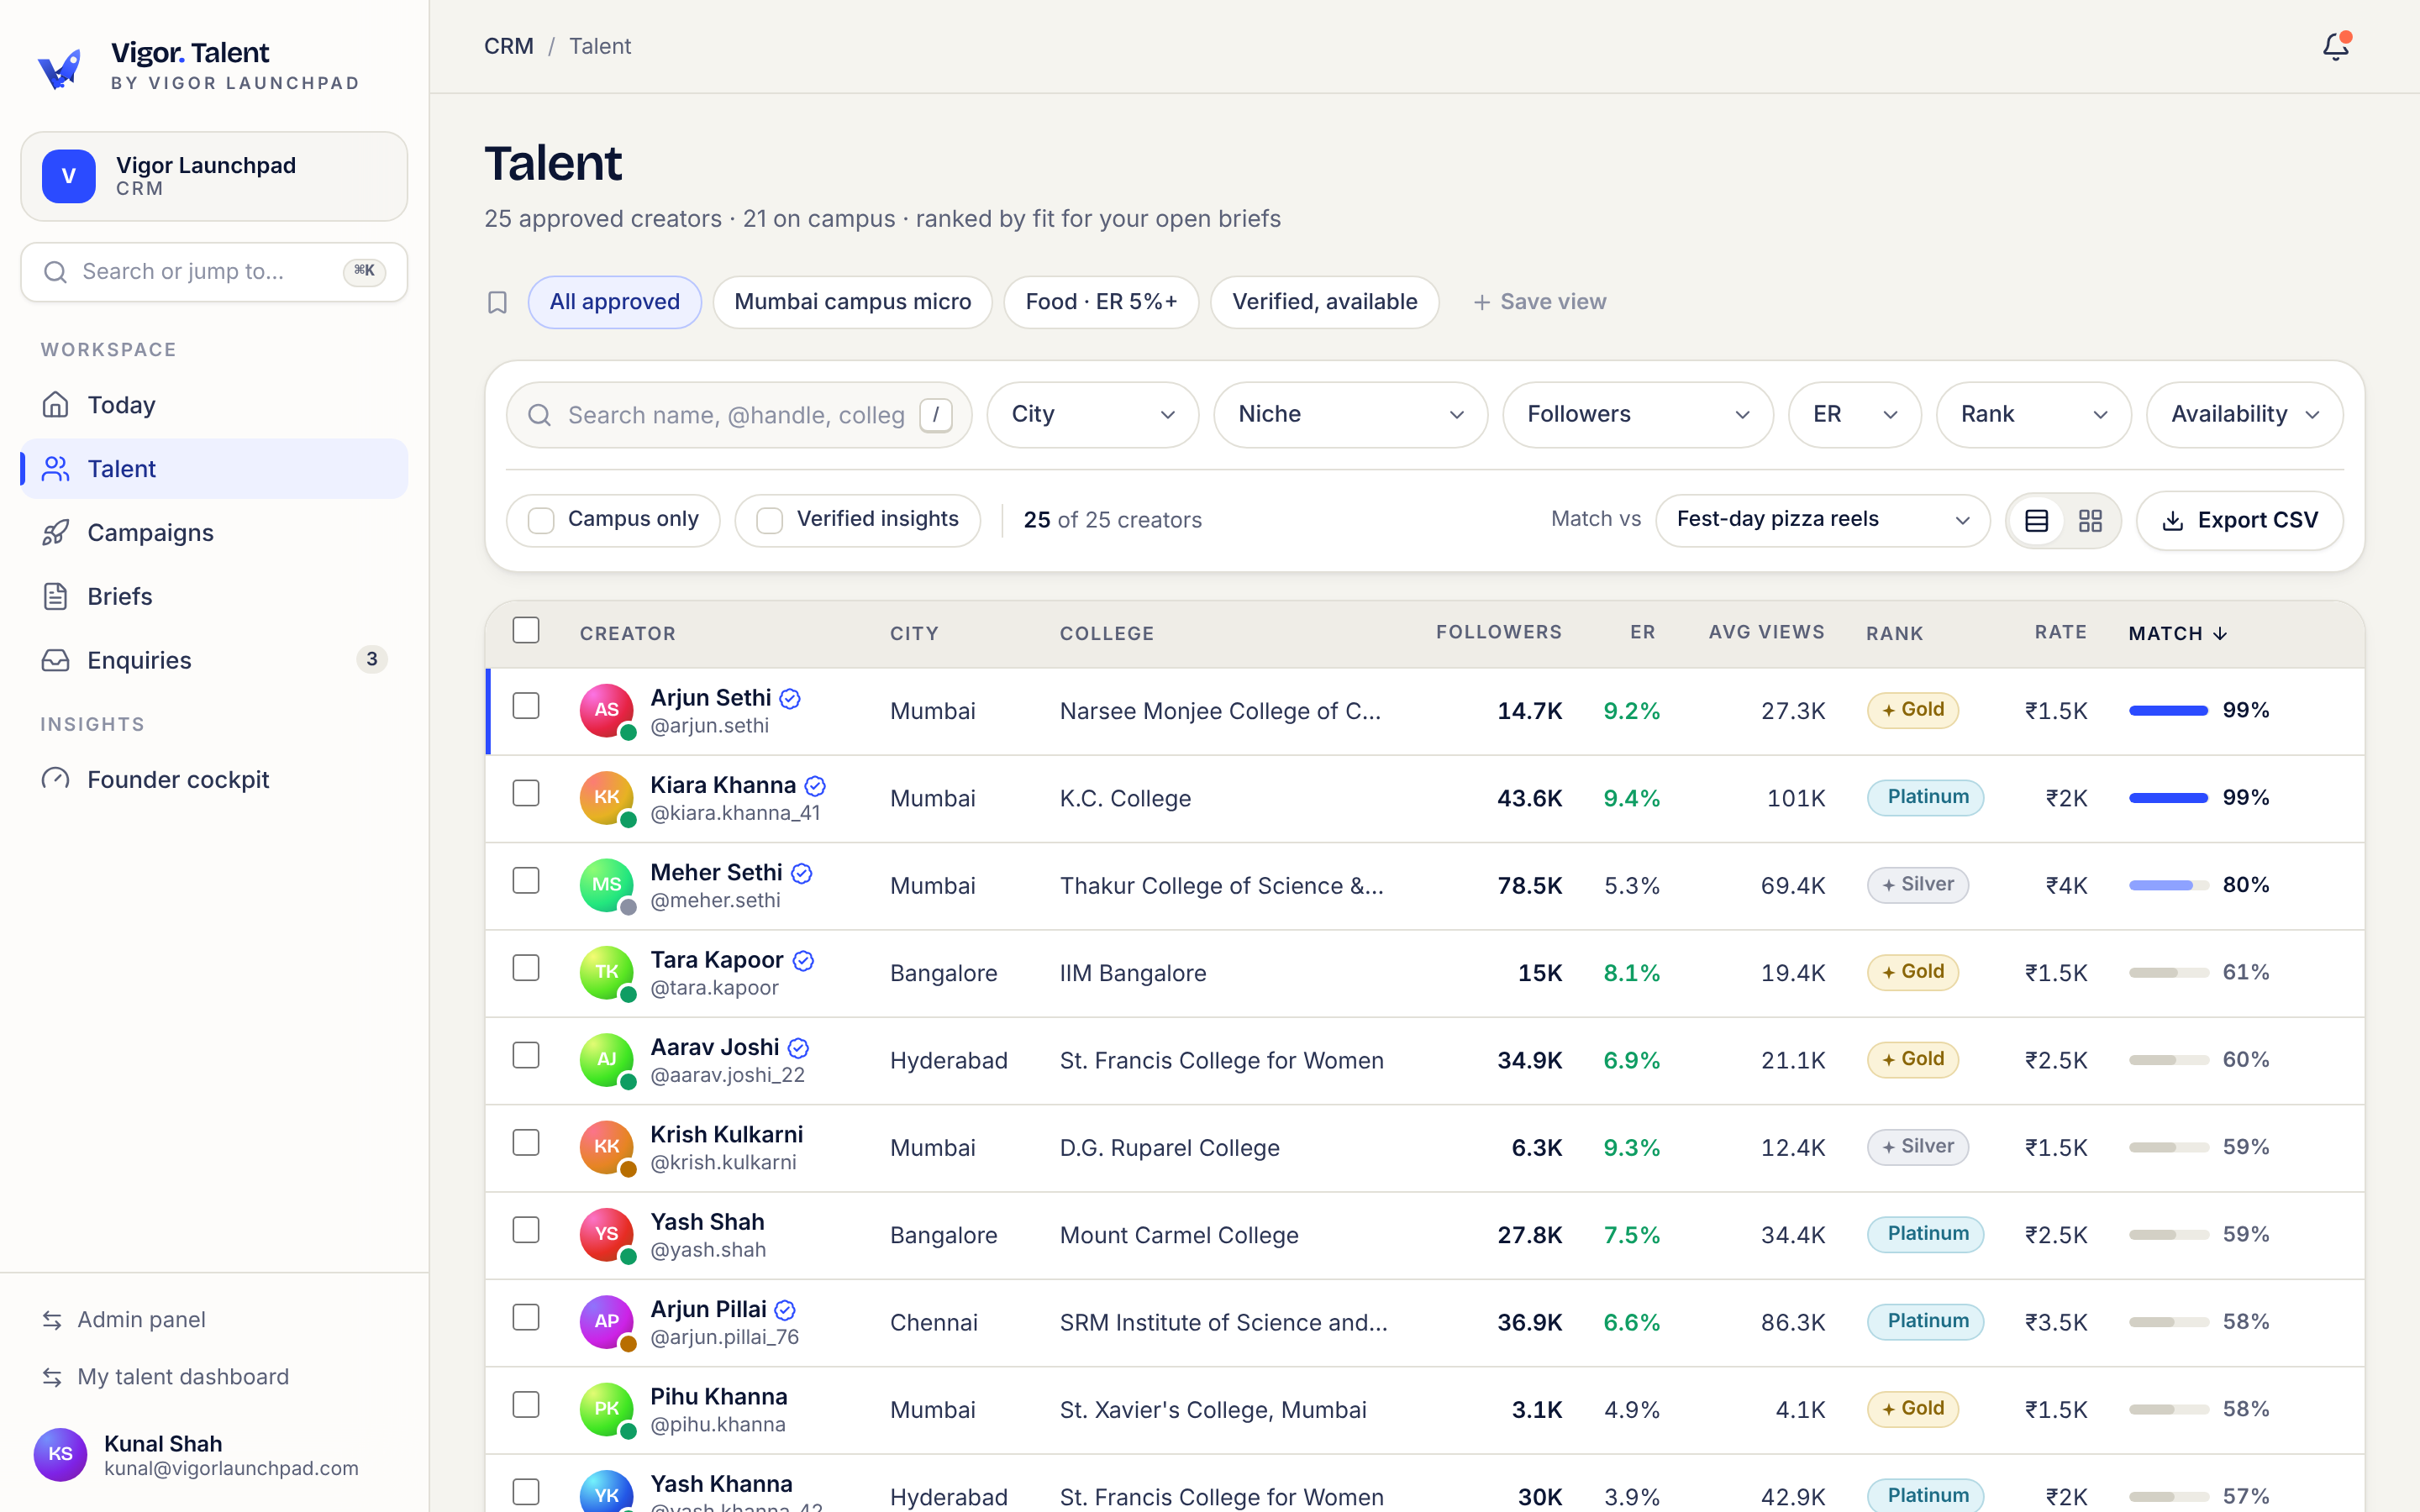 Vigor. Talent
BY VIGOR LAUNCHPAD
V
Vigor Launchpad
CRM
Search or jump to...
⌘K
WORKSPACE
Today
Talent
Campaigns
Briefs
Enquiries 3
INSIGHTS
Founder cockpit
Admin panel
My talent dashboard
KS
Kunal Shah
kunal@vigorlaunchpad.com
CRM / Talent
Talent
25 approved creators · 21 on campus · ranked by fit for your open briefs
All approved Mumbai campus micro Food · ER 5%+ Verified, available + Save view
Search name, @handle, colleg / City Niche Followers ER Rank Availability
Campus only Verified insights 25 of 25 creators Match vs Fest-day pizza reels Export CSV
CREATOR CITY COLLEGE FOLLOWERS ER AVG VIEWS RANK RATE MATCH ↓
AS Arjun Sethi @arjun.sethi Mumbai Narsee Monjee College of C... 14.7K 9.2% 27.3K Gold ₹1.5K 99%
KK Kiara Khanna @kiara.khanna_41 Mumbai K.C. College 43.6K 9.4% 101K Platinum ₹2K 99%
MS Meher Sethi @meher.sethi Mumbai Thakur College of Science &... 78.5K 5.3% 69.4K Silver ₹4K 80%
TK Tara Kapoor @tara.kapoor Bangalore IIM Bangalore 15K 8.1% 19.4K Gold ₹1.5K 61%
AJ Aarav Joshi @aarav.joshi_22 Hyderabad St. Francis College for Women 34.9K 6.9% 21.1K Gold ₹2.5K 60%
KK Krish Kulkarni @krish.kulkarni Mumbai D.G. Ruparel College 6.3K 9.3% 12.4K Silver ₹1.5K 59%
YS Yash Shah @yash.shah Bangalore Mount Carmel College 27.8K 7.5% 34.4K Platinum ₹2.5K 59%
AP Arjun Pillai @arjun.pillai_76 Chennai SRM Institute of Science and... 36.9K 6.6% 86.3K Platinum ₹3.5K 58%
PK Pihu Khanna @pihu.khanna Mumbai St. Xavier's College, Mumbai 3.1K 4.9% 4.1K Gold ₹1.5K 58%
YK Yash Khanna @yash.khanna_42 Hyderabad St. Francis College for Women 30K 3.9% 42.9K Platinum ₹2K 57%